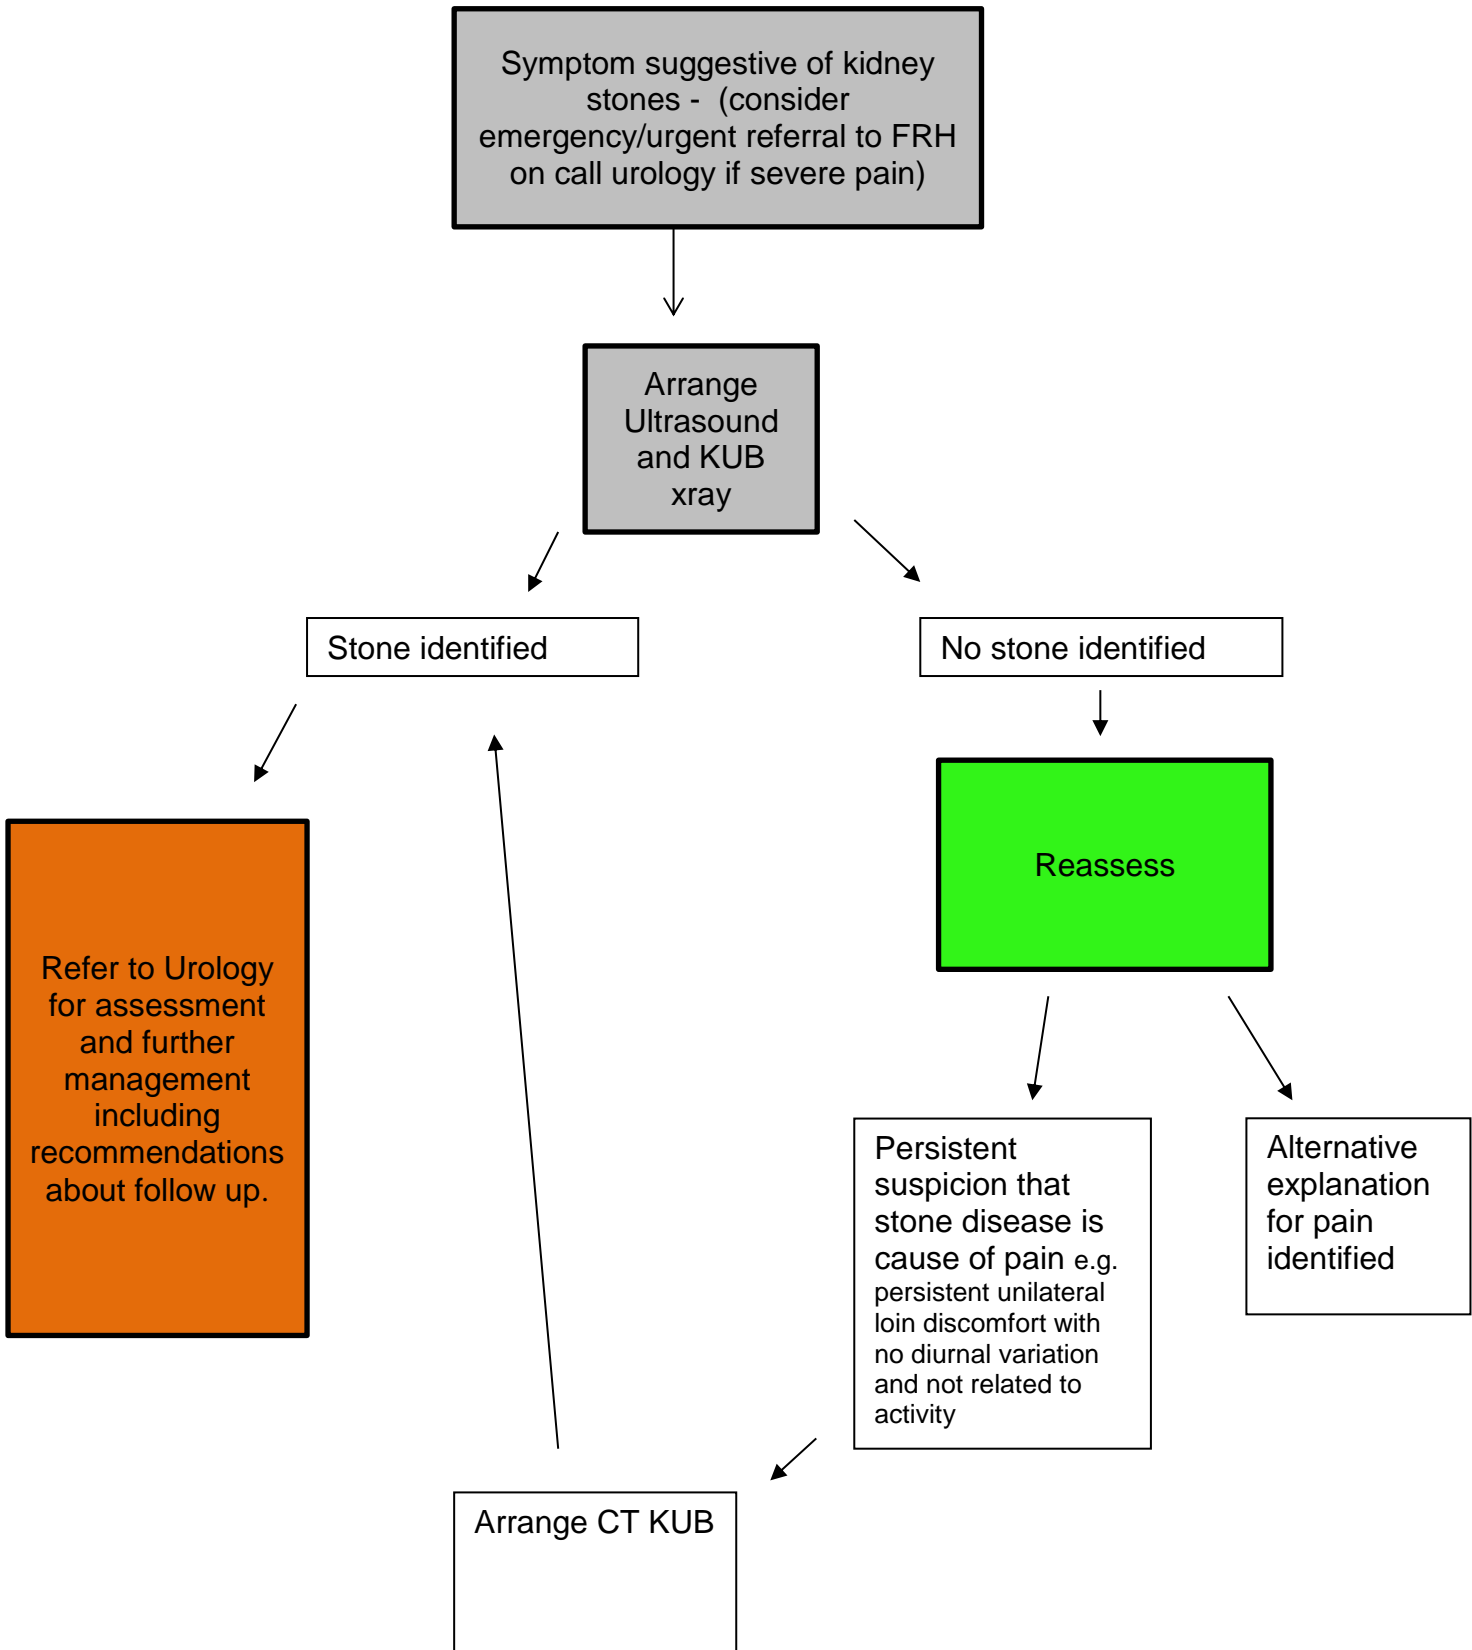 Symptom suggestive of kidney
stones -  (consider
emergency/urgent referral to FRH
on call urology if severe pain)
Arrange
Ultrasound
and KUB
xray
Stone identified
No stone identified
Reassess
Refer to Urology
for assessment
and further
management
including
recommendations
about follow up.
Persistent
suspicion that
stone disease is
cause of pain e.g.
persistent unilateral
loin discomfort with
no diurnal variation
and not related to
activity
Alternative
explanation
for pain
identified
Arrange CT KUB